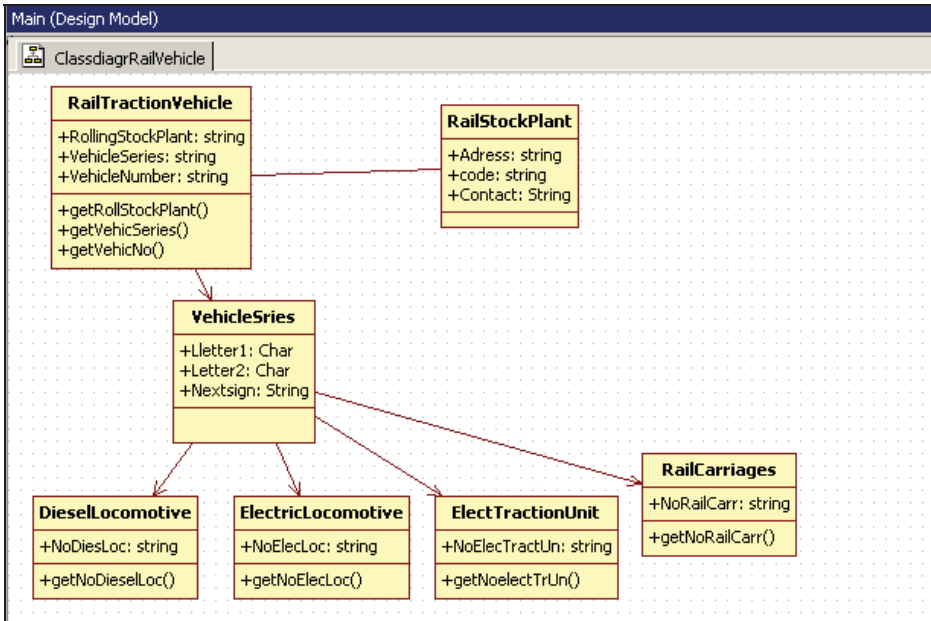 Main (Design Model)
ClassdiagrRailVehicle
RailTractionVehicle
+RollingStockPlant: string
+VehicleSeries: string
+VehicleNumber: string
+getRollStockPlant()
+getVehicSeries()
+getVehicNo()
RailStockPlant
+Adress: string
+code: string
+Contact: String
VehicleSries
+Lletter1: Char
+Letter2: Char
+Nextsign: String
DieselLocomotive
+NoDiesLoc: string
+getNoDieselLoc()
ElectricLocomotive
+NoElecLoc: string
+getNoElecLoc()
ElectTractionUnit
+NoElecTractUn: string
+getNoelectTrUn()
RailCarriages
+NoRailCarr: string
+getNoRailCarr()